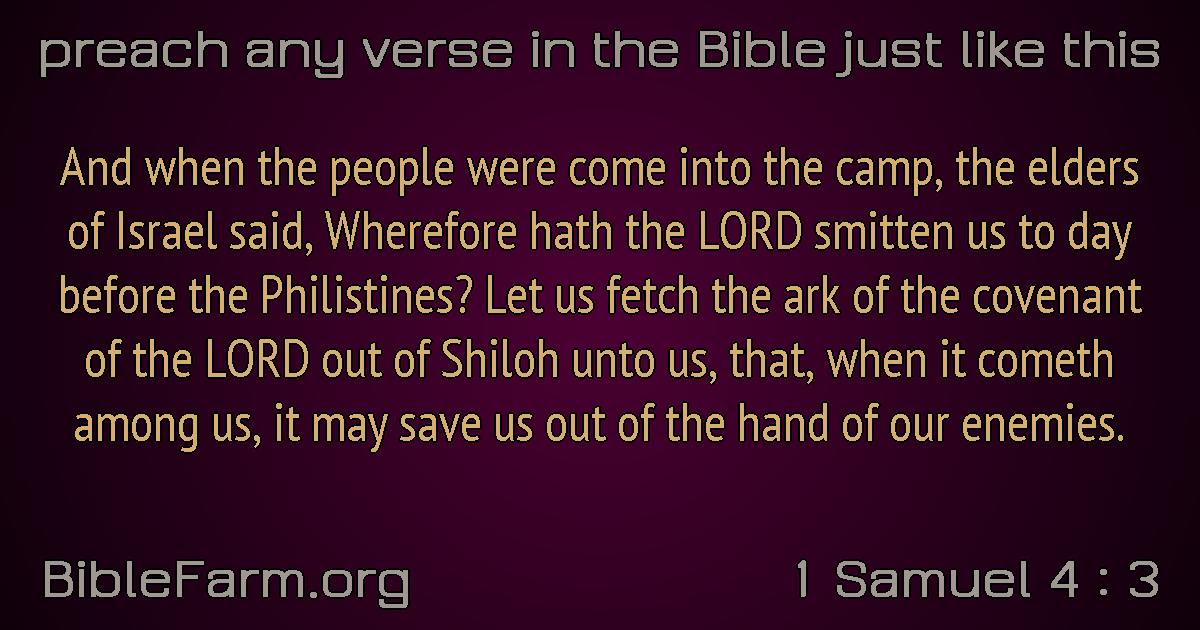 preach any verse in the Bible just like this
And when the people were come into the camp, the elders
of Israel said, Wherefore hath the LORD smitten us to day
before the Philistines? Let us fetch the ark of the covenant
of the LORD out of Shiloh unto us, that, when it cometh
among us, it may save us out of the hand of our enemies.
BibleFarm.org
1 Samuel 4 : 3